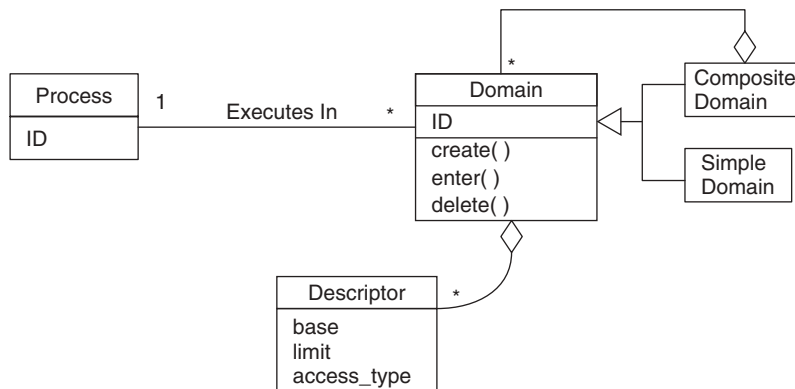 *
Process
ID
1
Executes In
*
Domain
ID
create( )
enter( )
delete( )
Composite
Domain
Simple
Domain
*
Descriptor
base
limit
access_type